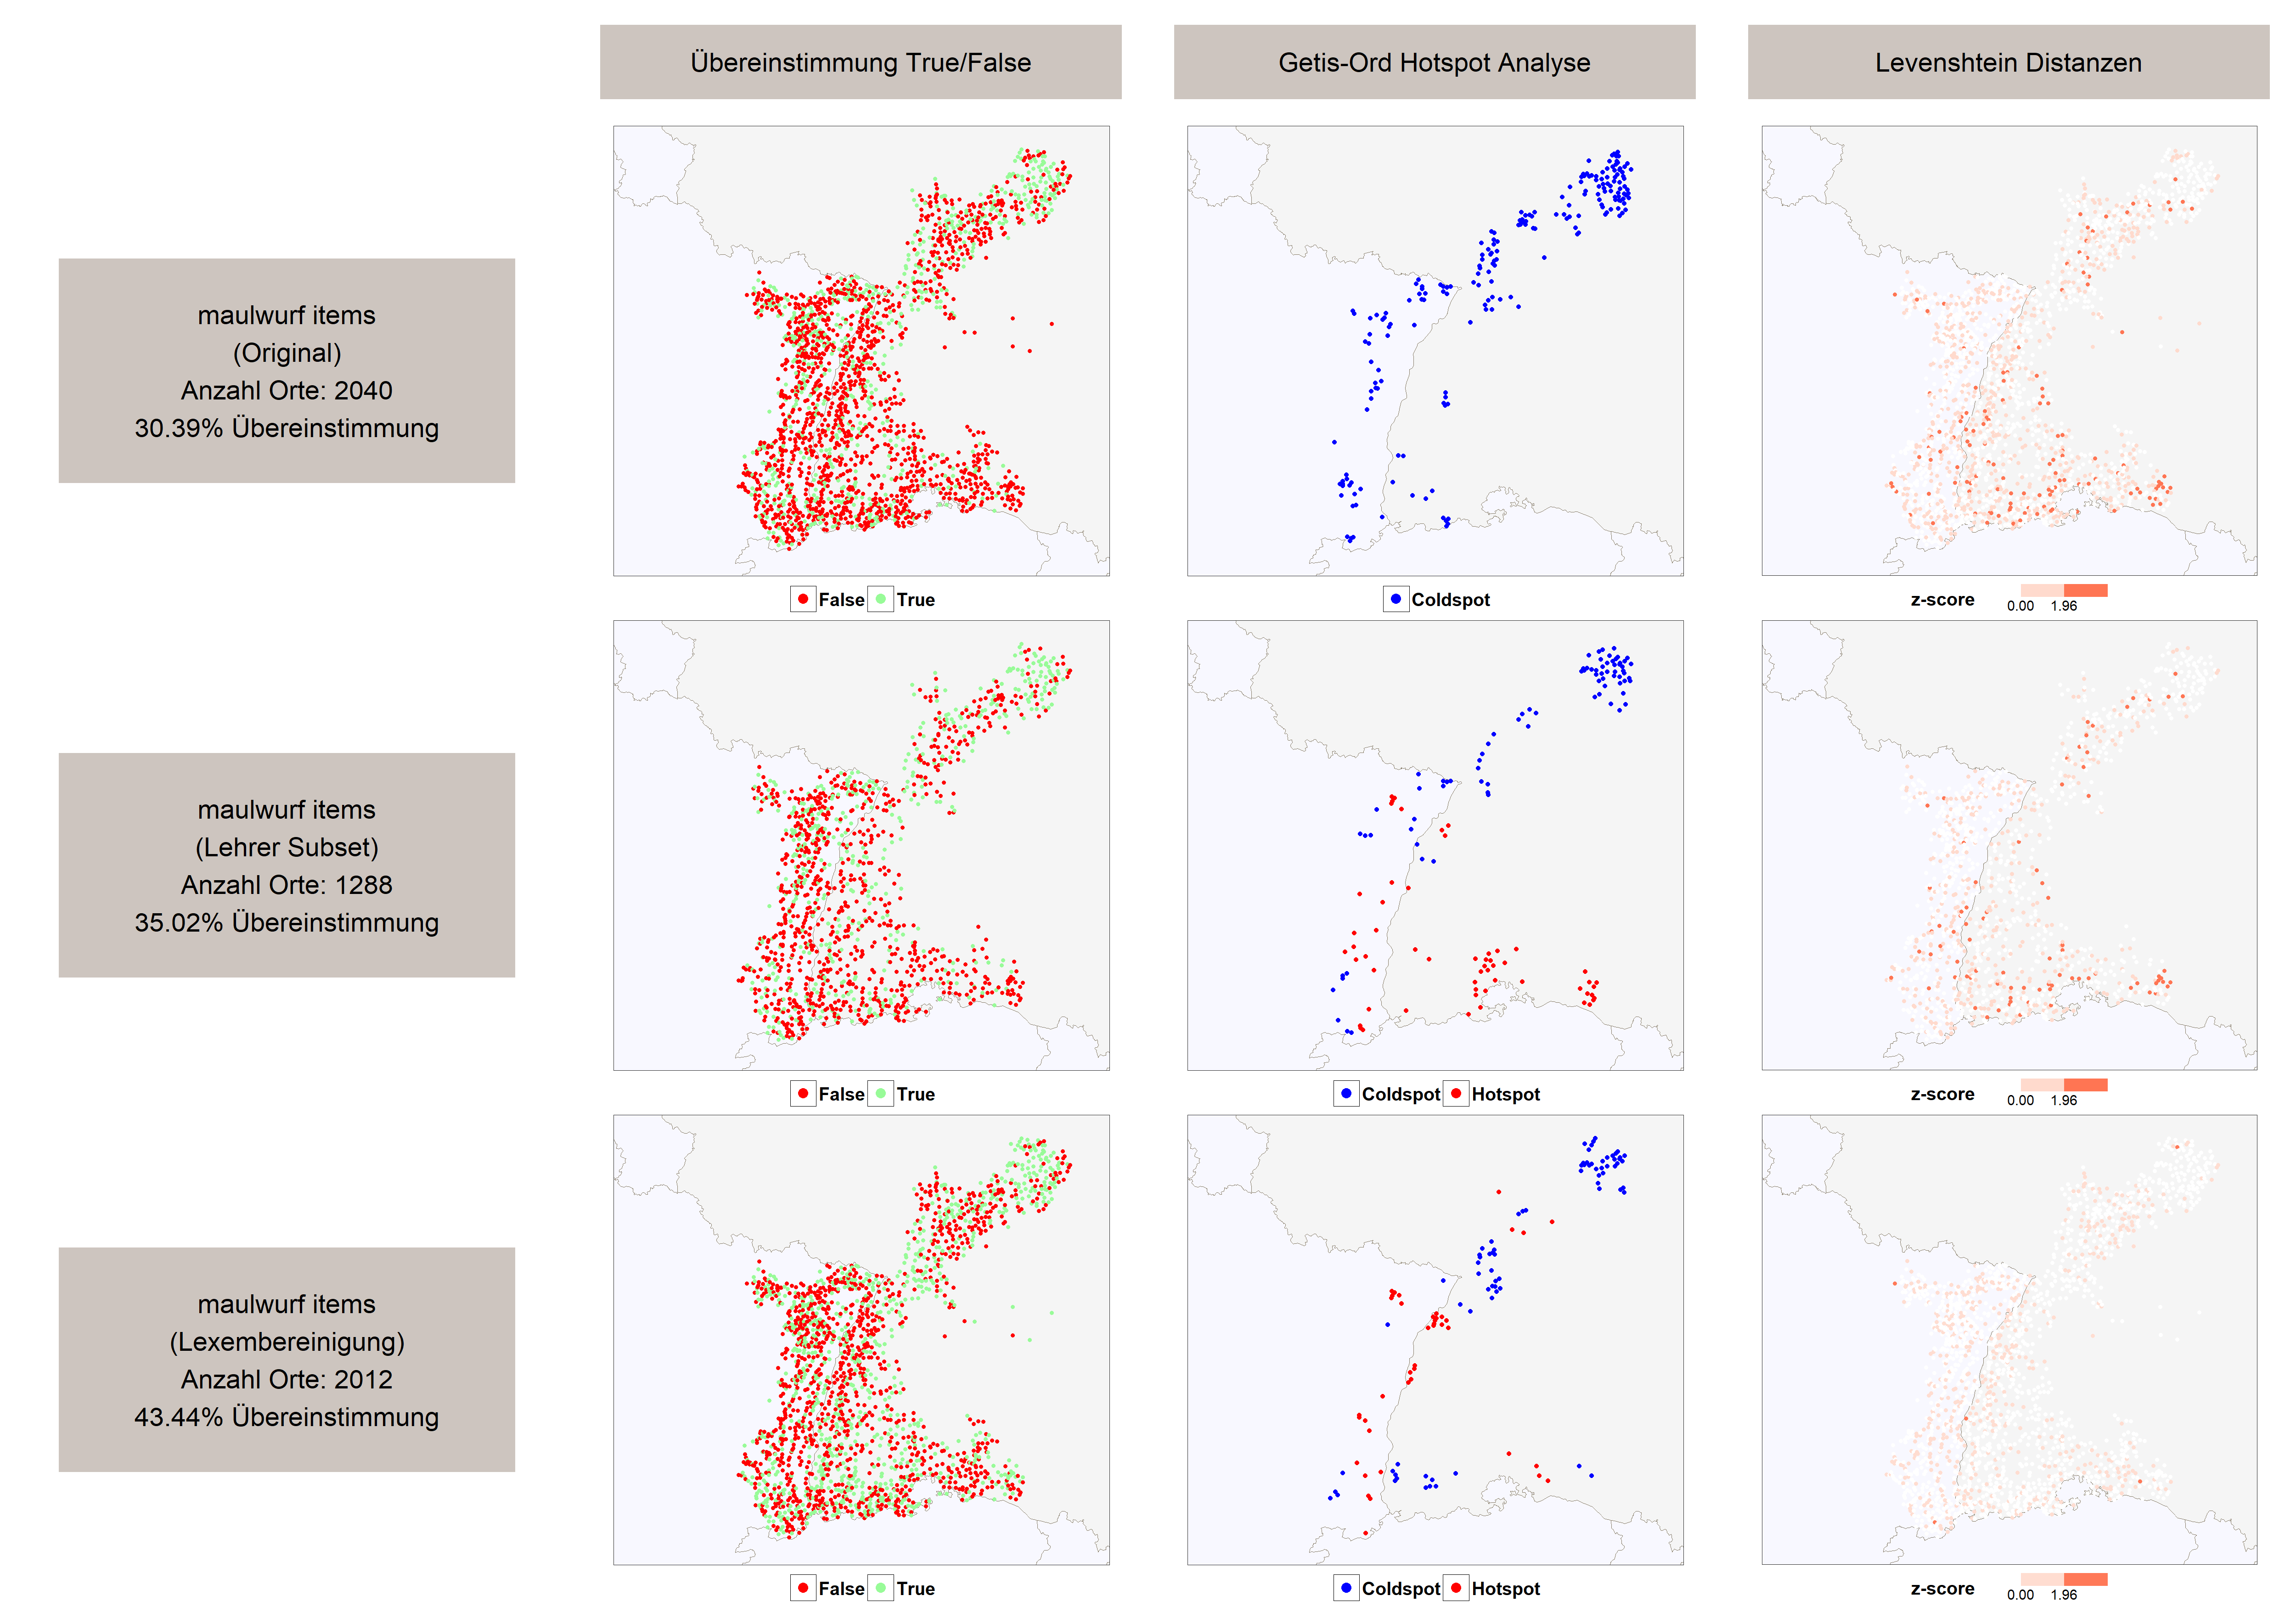 Übereinstimmung True/False
Getis-Ord Hotspot Analyse
Levenshtein Distanzen
maulwurf items
(Original)
Anzahl Orte: 2040
30.39% Übereinstimmung
False True
Coldspot
z-score
0.00 1.96
maulwurf items
(Lehrer Subset)
Anzahl Orte: 1288
35.02% Übereinstimmung
False True
Coldspot Hotspot
z-score
0.00 1.96
maulwurf items
(Lexembereinigung)
Anzahl Orte: 2012
43.44% Übereinstimmung
False True
Coldspot Hotspot
z-score
0.00 1.96